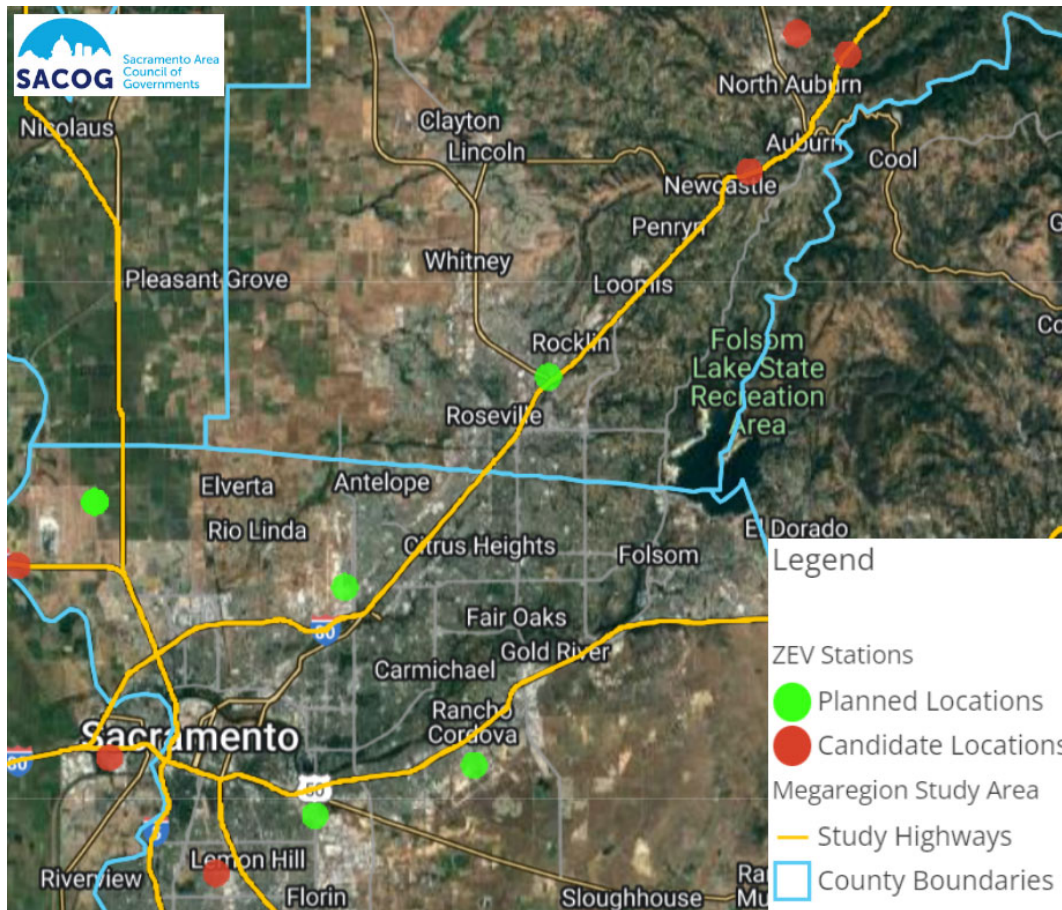 SACOG
Sacramento Area
Council of
Governments
Nicolaus
Clayton
Lincoln
North Auburn
Auburn
Cool
Newcastle
Penryn
Whitney
Pleasant Grove
Loomis
Rocklin
Folsom
Lake State
Recreation
Area
Roseville
Elverta
Antelope
Rio Linda
Citrus Heights
Folsom
El Dorado
80
Fair Oaks
Gold River
Carmichael
Rancho
Cordova
Sacramento
80
50
5
Lemon Hill
Riverview
Florin
Sloughhouse
Legend
ZEV Stations
Planned Locations
Candidate Locations
Megaregion Study Area
Study Highways
County Boundaries